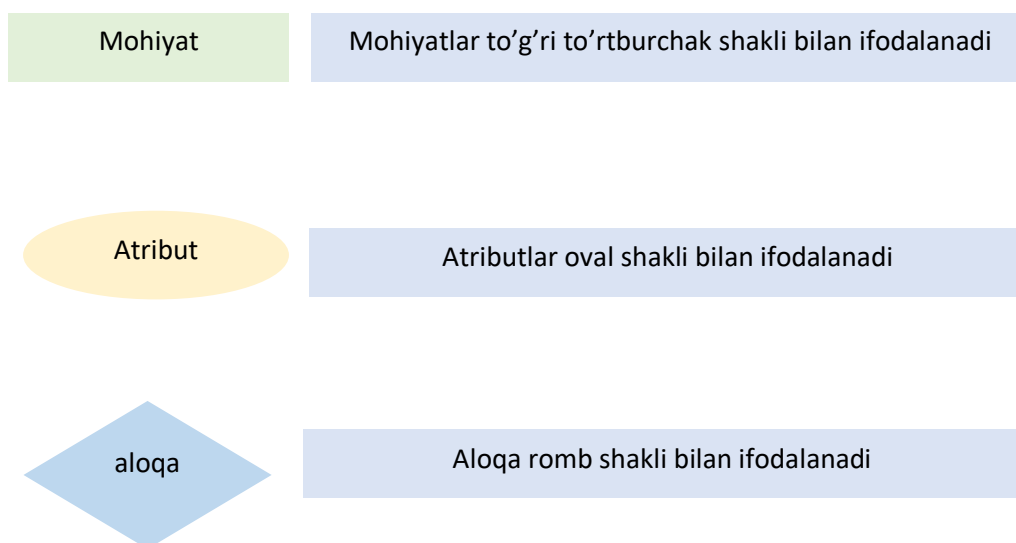 Mohiyat
Mohiyatlar to’g’ri to’rtburchak shakli bilan ifodalanadi
Atribut
Atributlar oval shakli bilan ifodalanadi
aloqa
Aloqa romb shakli bilan ifodalanadi